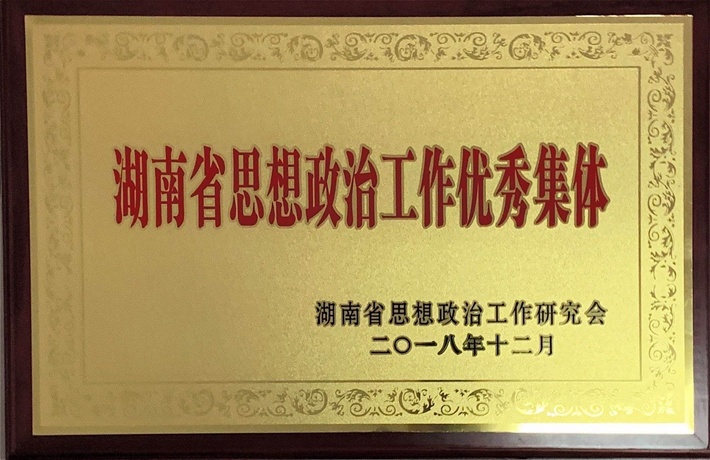 湖南省思想政治工作优秀集体
湖南省思想政治工作研究会
二〇一八年十二月